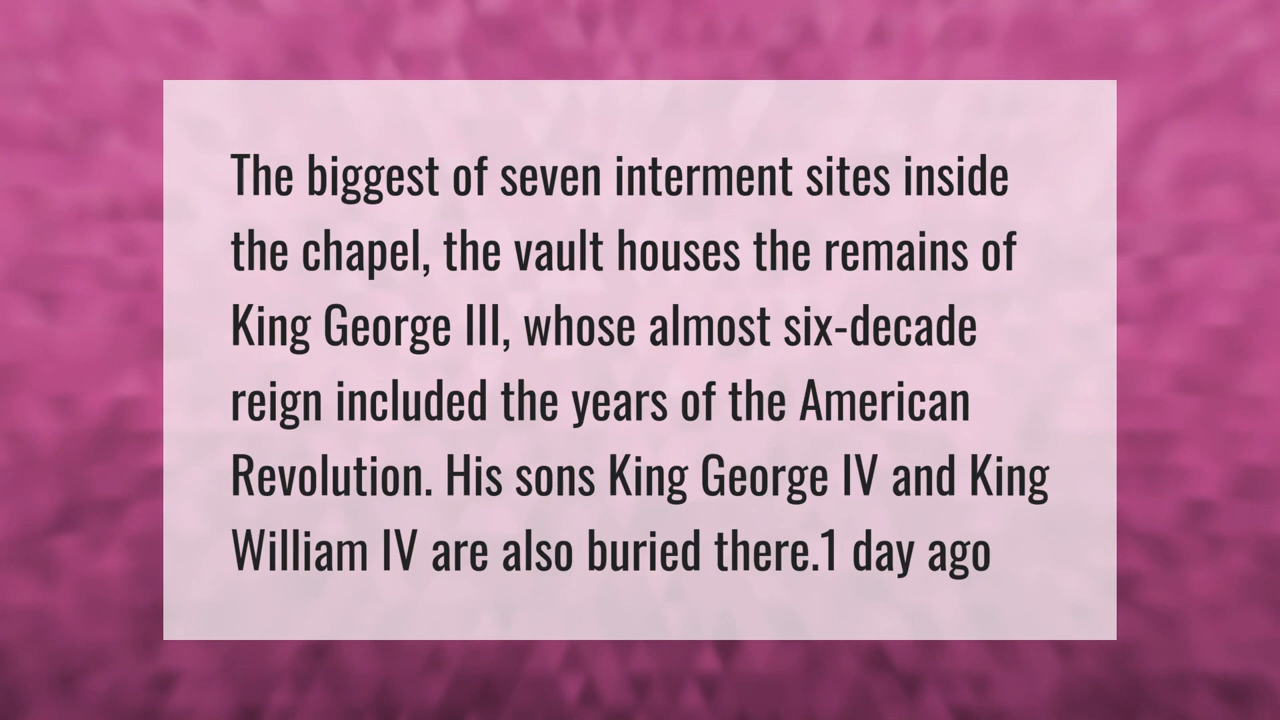 The biggest of seven interment sites inside
the chapel, the vault houses the remains of
King George III, whose almost six-decade
reign included the years of the American
Revolution. His sons King George IV and King
William IV are also buried there.1 day ago